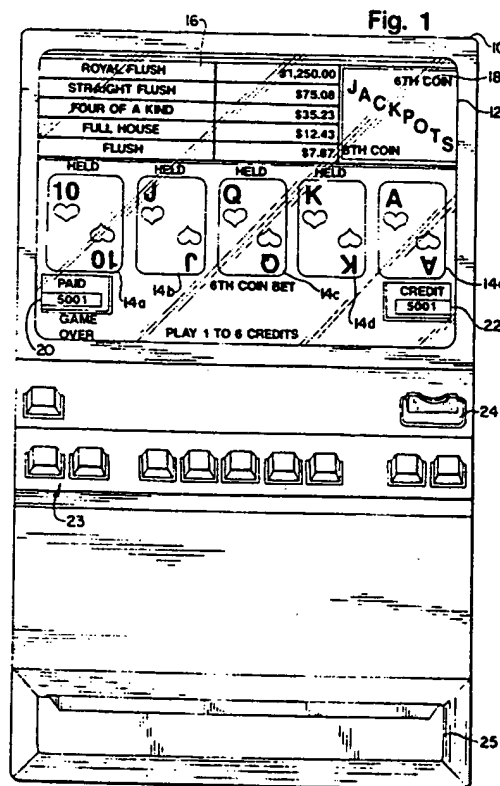 Fig. 1
10
16
18
12
ROYAL FLUSH $1,250.00
STRAIGHT FLUSH $75.08
FOUR OF A KIND $35.23
FULL HOUSE $12.43
FLUSH $7.87
6TH COIN
JACKPOTS
6TH COIN
HELD HELD HELD HELD
10 J Q K A
10 J Q K A
14a 14b 14c 14d 14e
PAID
5001
6TH COIN BET
CREDIT
5001
20
22
GAME
OVER
PLAY 1 TO 6 CREDITS
24
23
25